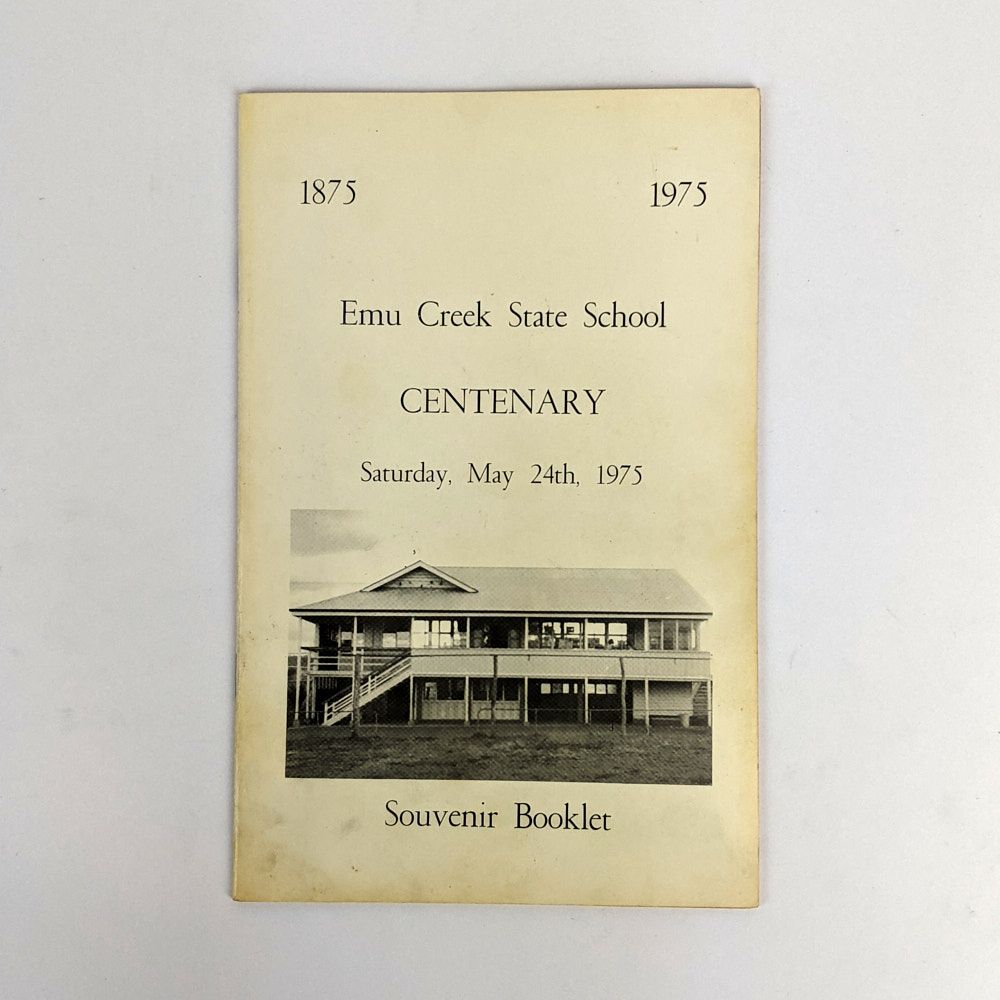 1875 1975
Emu Creek State School
CENTENARY
Saturday, May 24th, 1975
Souvenir Booklet